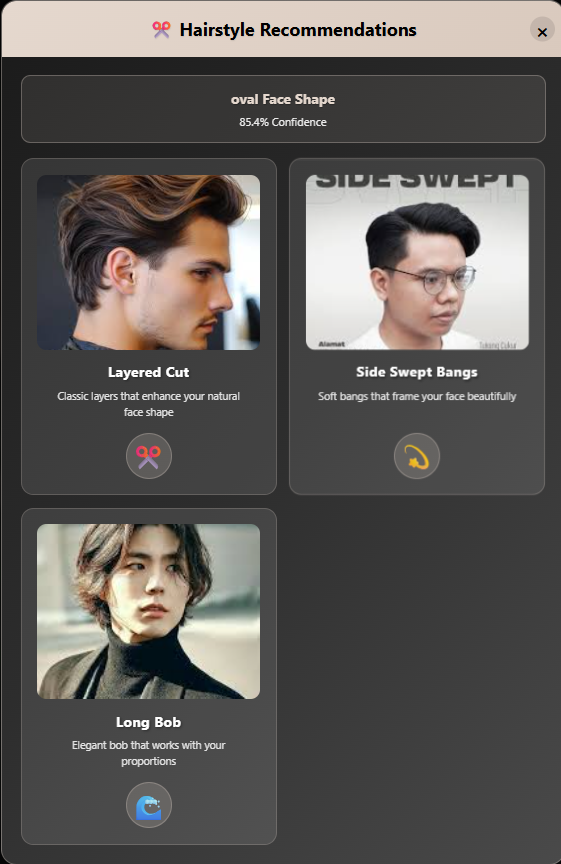 Hairstyle Recommendations
×
oval Face Shape
85.4% Confidence
SIDE SWEPT
Alamat
Tukang Cukur
Layered Cut
Classic layers that enhance your natural
face shape
Side Swept Bangs
Soft bangs that frame your face beautifully
Long Bob
Elegant bob that works with your
proportions